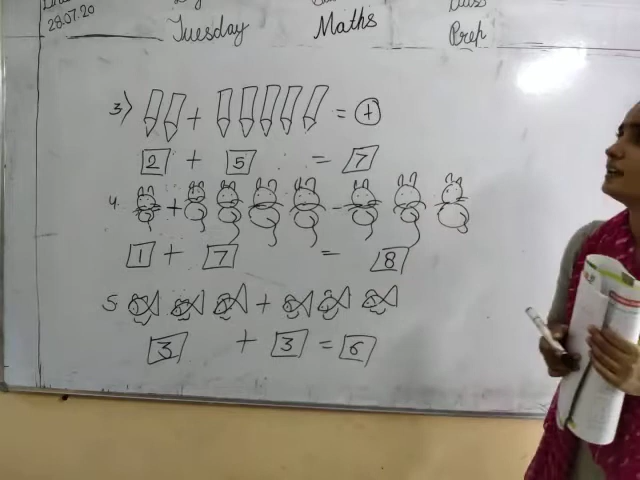 28.07.20 Tuesday Maths Prep
3) + = +
2 + 5 = 7
4. + -
1 + 7 = 8
5 +
3 + 3 = 6